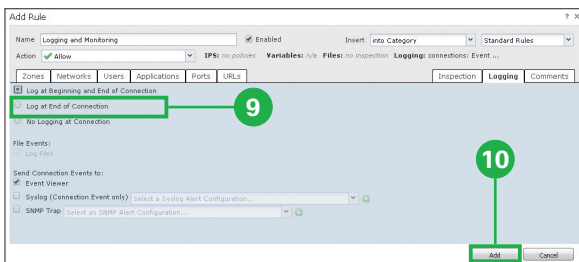 Add Rule ? ×
Name Logging and Monitoring Enabled Insert into Category Standard Rules
Action Allow IPS: no policies Variables: n/a Files: no inspection Logging: connections: Event ...
Zones Networks Users Applications Ports URLs Inspection Logging Comments
Log at Beginning and End of Connection
Log at End of Connection
9
No Logging at Connection
File Events:
Log Files
Send Connection Events to:
Event Viewer
Syslog (Connection Event only) Select a Syslog Alert Configuration...
SNMP Trap Select an SNMP Alert Configuration...
10
Add Cancel